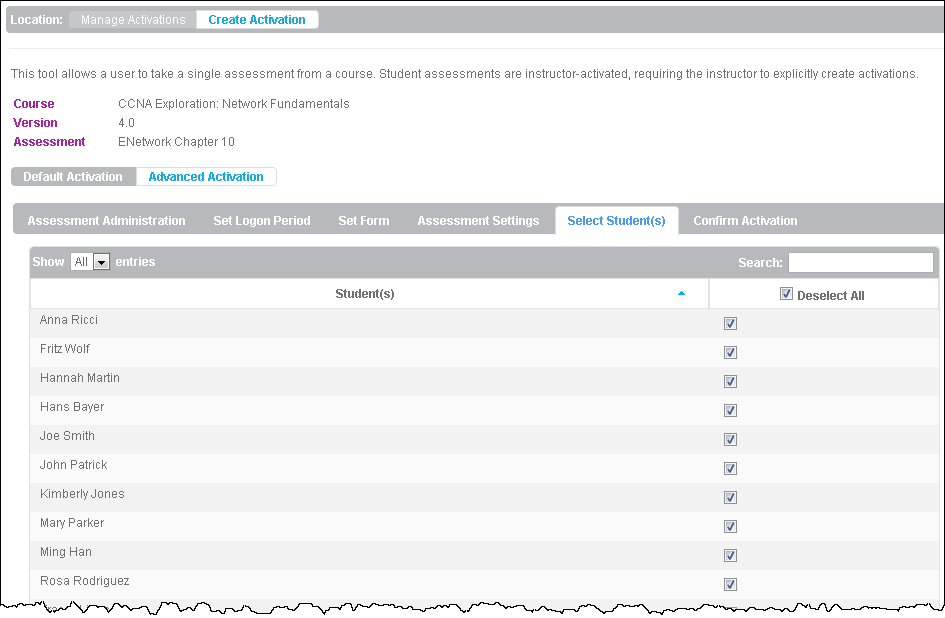 Location: Manage Activations Create Activation
This tool allows a user to take a single assessment from a course. Student assessments are instructor-activated, requiring the instructor to explicitly create activations.
Course CCNA Exploration: Network Fundamentals
Version 4.0
Assessment ENetwork Chapter 10
Default Activation Advanced Activation
Assessment Administration Set Logon Period Set Form Assessment Settings Select Student(s) Confirm Activation
Show All entries Search:
Student(s) Deselect All
Anna Ricci
Fritz Wolf
Hannah Martin
Hans Bayer
Joe Smith
John Patrick
Kimberly Jones
Mary Parker
Ming Han
Rosa Rodriguez